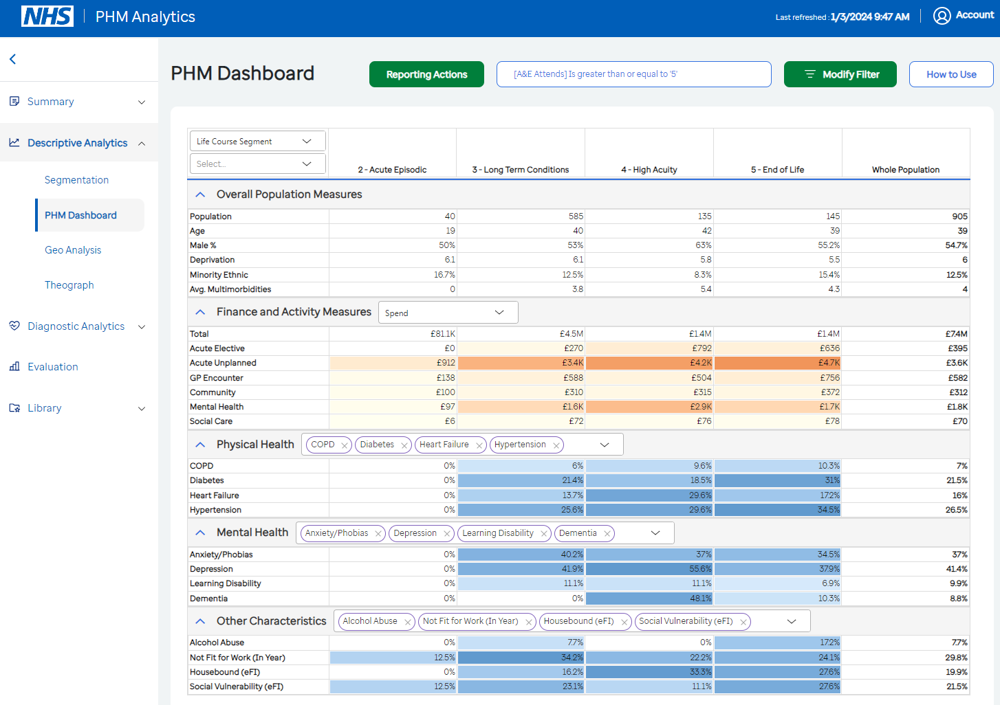 NHS PHM Analytics Last refreshed : 1/3/2024 9:47 AM Account
PHM Dashboard Reporting Actions [A&E Attends] Is greater than or equal to '5' Modify Filter How to Use
Summary
Descriptive Analytics
Segmentation
PHM Dashboard
Geo Analysis
Theograph
Diagnostic Analytics
Evaluation
Library
Life Course Segment
Select...
2 - Acute Episodic 3 - Long Term Conditions 4 - High Acuity 5 - End of Life Whole Population
Overall Population Measures
Population 40 585 135 145 905
Age 19 40 42 39 39
Male % 50% 53% 63% 55.2% 54.7%
Deprivation 6.1 6.1 5.8 5.5 6
Minority Ethnic 16.7% 12.5% 8.3% 15.4% 12.5%
Avg. Multimorbidities 0 3.8 5.4 4.3 4
Finance and Activity Measures Spend
Total £81.1K £4.5M £1.4M £1.4M £7.4M
Acute Elective £0 £270 £792 £636 £395
Acute Unplanned £912 £3.4K £4.2K £4.7K £3.6K
GP Encounter £138 £588 £504 £756 £582
Community £100 £310 £315 £372 £312
Mental Health £97 £1.6K £2.9K £1.7K £1.8K
Social Care £6 £72 £76 £78 £70
Physical Health COPD Diabetes Heart Failure Hypertension
COPD 0% 6% 9.6% 10.3% 7%
Diabetes 0% 21.4% 18.5% 31% 21.5%
Heart Failure 0% 13.7% 29.6% 17.2% 16%
Hypertension 0% 25.6% 29.6% 34.5% 26.5%
Mental Health Anxiety/Phobias Depression Learning Disability Dementia
Anxiety/Phobias 0% 40.2% 37% 34.5% 37%
Depression 0% 41.9% 55.6% 37.9% 41.4%
Learning Disability 0% 11.1% 11.1% 6.9% 9.9%
Dementia 0% 0% 48.1% 10.3% 8.8%
Other Characteristics Alcohol Abuse Not Fit for Work (In Year) Housebound (eFI) Social Vulnerability (eFI)
Alcohol Abuse 0% 7.7% 0% 17.2% 7.7%
Not Fit for Work (In Year) 12.5% 34.2% 22.2% 24.1% 29.8%
Housebound (eFI) 0% 16.2% 33.3% 27.6% 19.9%
Social Vulnerability (eFI) 12.5% 23.1% 11.1% 27.6% 21.5%